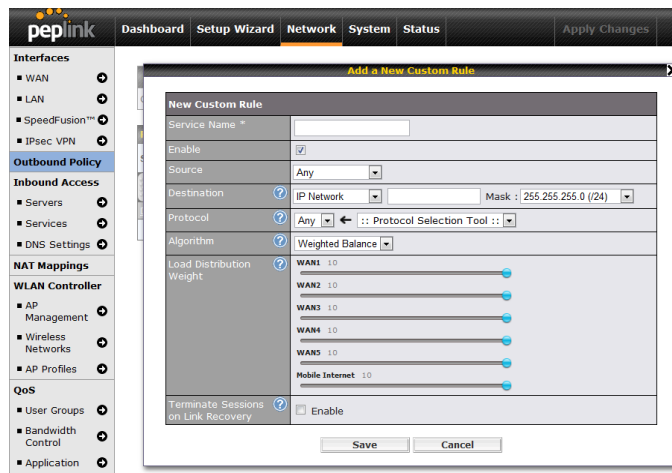 peplink
Dashboard Setup Wizard Network System Status Apply Changes
Interfaces
WAN
LAN
SpeedFusion™
IPsec VPN
Outbound Policy
Inbound Access
Servers
Services
DNS Settings
NAT Mappings
WLAN Controller
AP
Management
Wireless
Networks
AP Profiles
QoS
User Groups
Bandwidth
Control
Application
Add a New Custom Rule
New Custom Rule
Service Name *
Enable
Source Any
Destination ? IP Network Mask : 255.255.255.0 (/24)
Protocol ? Any :: Protocol Selection Tool ::
Algorithm ? Weighted Balance
Load Distribution ?
Weight
WAN1 10
WAN2 10
WAN3 10
WAN4 10
WAN5 10
Mobile Internet 10
Terminate Sessions ?
on Link Recovery
Enable
Save Cancel